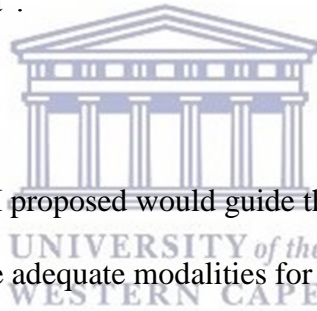 proposed would guide th
UNIVERSITY of the
e adequate modalities for
WESTERN CAPE